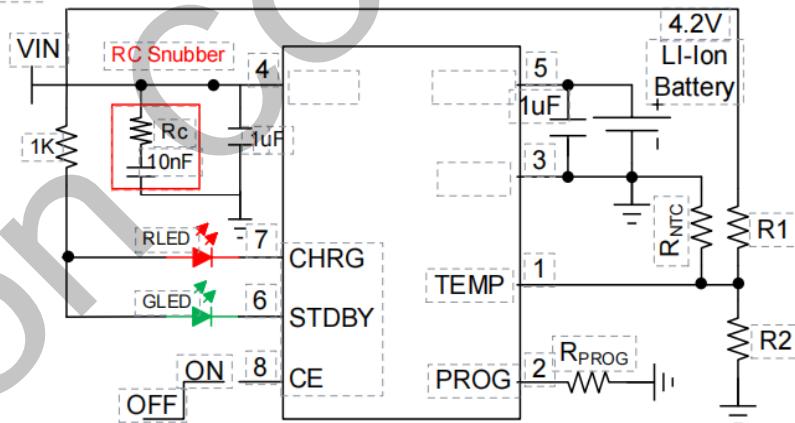 4.2V
VIN
RC Snubber
4
5
LI-Ion
Battery
1uF
+
1K
Rc
1uF
10nF
3
RNTC
R1
RLED
7
CHRG
TEMP
1
GLED
6
STDBY
R2
ON
8
CE
PROG
2
RPROG
OFF